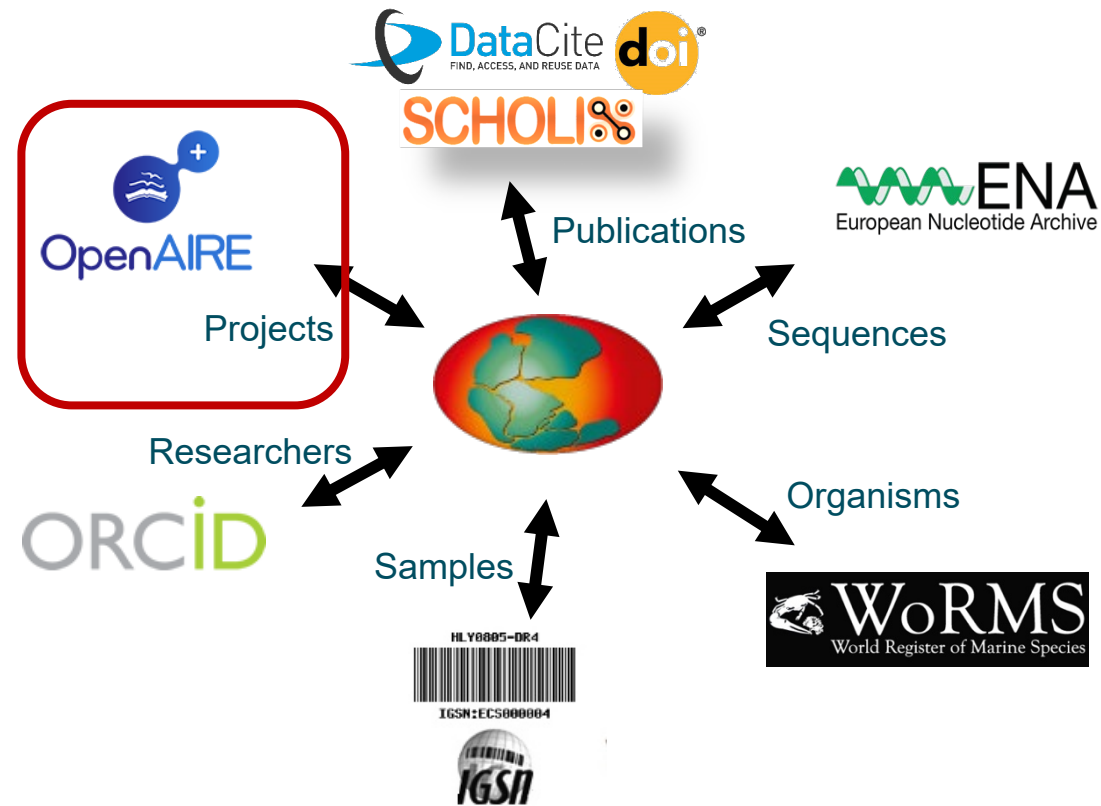 DataCite
FIND, ACCESS, AND REUSE DATA
doi®
SCHOLIX
OpenAIRE
+
ENA
European Nucleotide Archive
Publications
Projects
Sequences
Researchers
ORCiD
Organisms
Samples
WoRMS
World Register of Marine Species
HLY0805-DR4
IGSN:ECS000004
IGSN